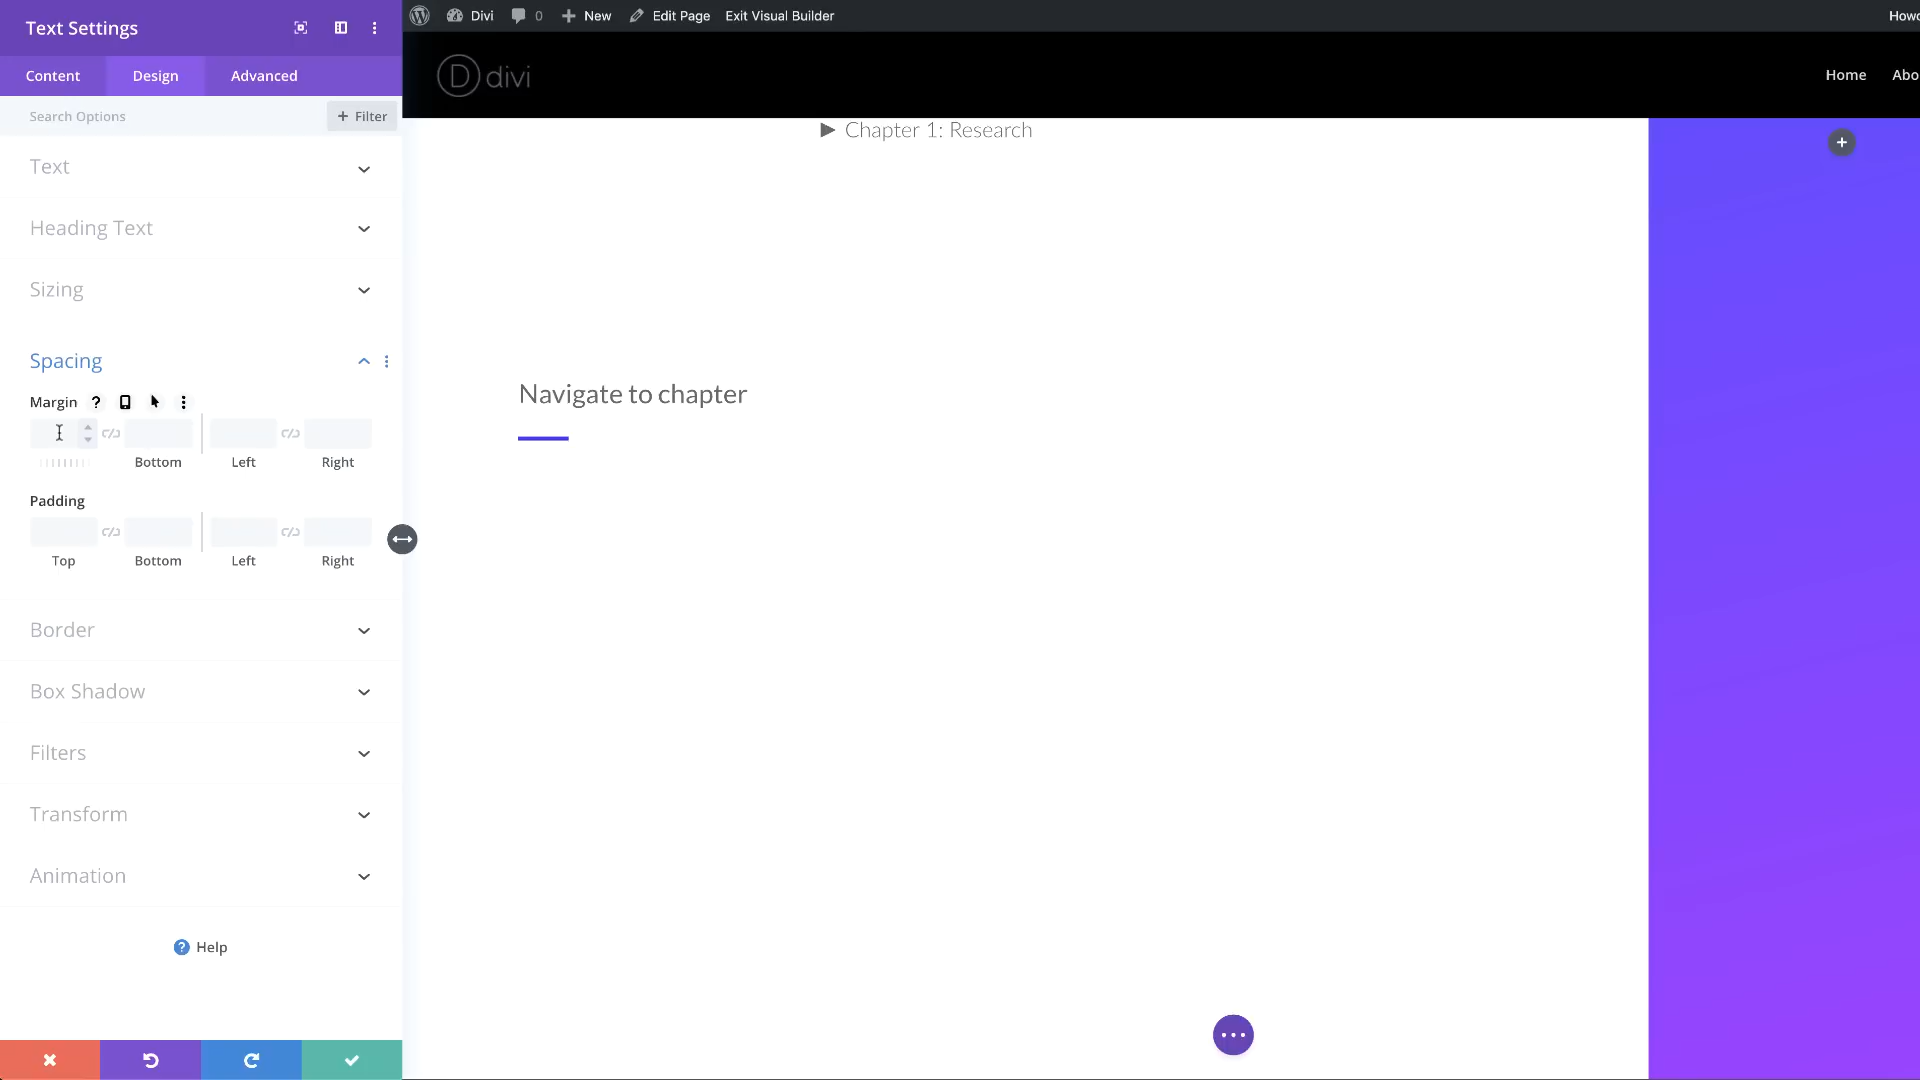 Text Settings
Content Design Advanced
Search Options + Filter
Text
Heading Text
Sizing
Spacing
Margin ?
Bottom Left Right
Padding
Top Bottom Left Right
Border
Box Shadow
Filters
Transform
Animation
? Help
Divi 0 + New Edit Page Exit Visual Builder Howd
D divi
Home Abo
Chapter 1: Research
Navigate to chapter